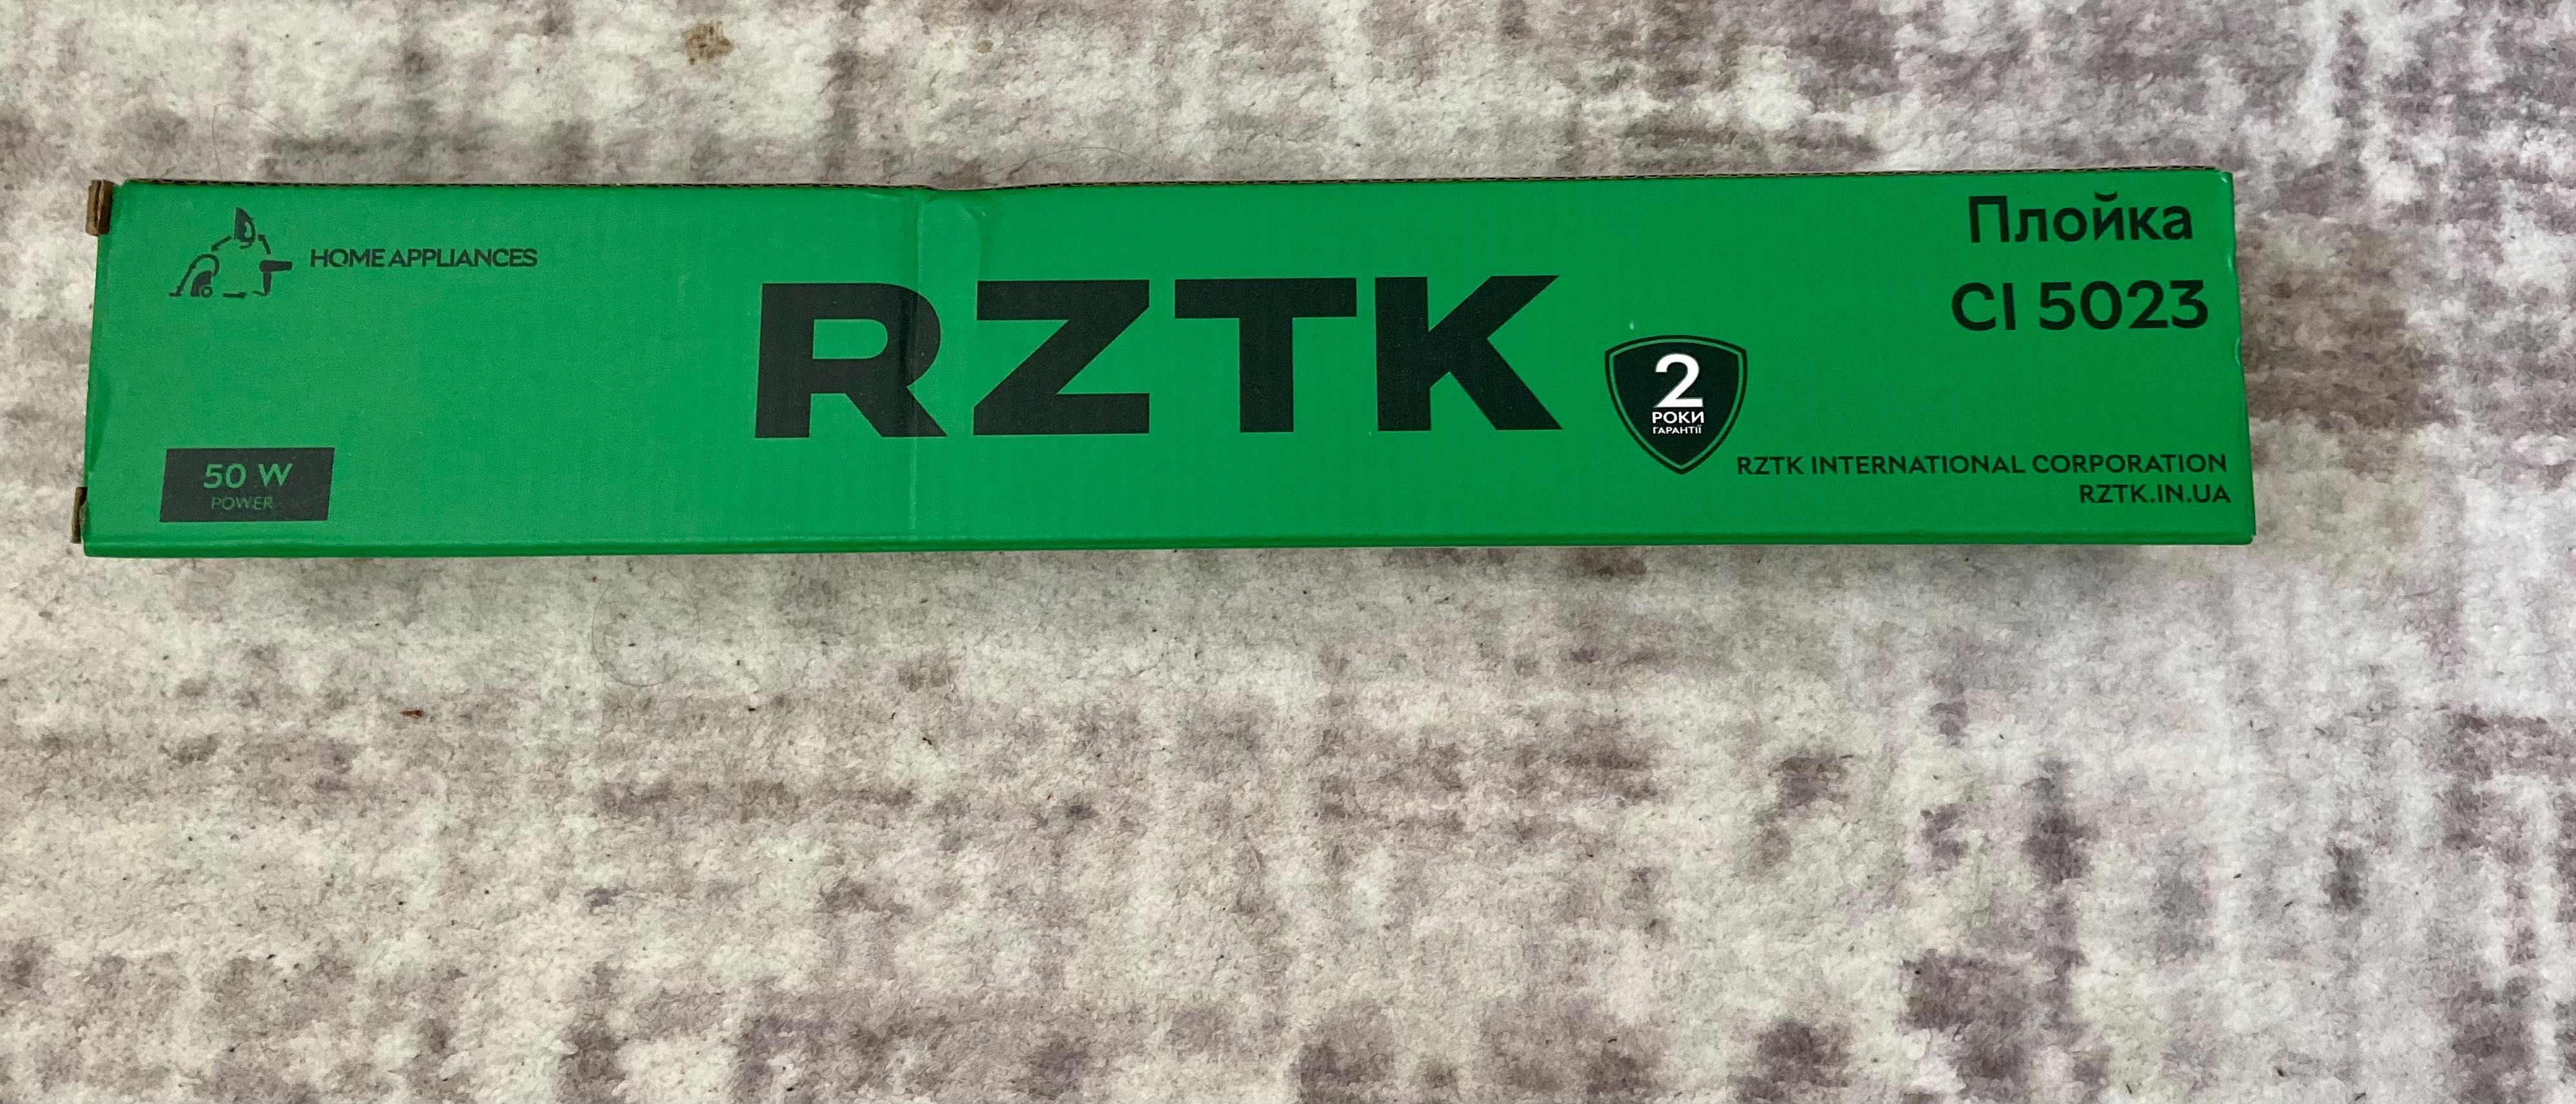 HOME APPLIANCES
RZTK
Плойка
CI 5023
2
РОКИ
ГАРАНТІЇ
50 W
POWER
RZTK INTERNATIONAL CORPORATION
RZTK.IN.UA